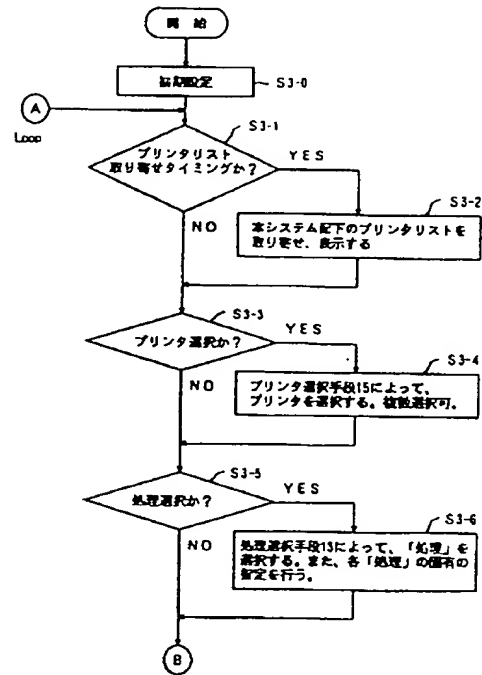 開 始
初期設定
S3-0
A
Loop
S3-1
プリンタリスト
取り寄せタイミングか?
YES
NO
S3-2
本システム配下のプリンタリストを
取り寄せ、表示する
S3-3
プリンタ選択か?
YES
NO
S3-4
プリンタ選択手段15によって、
プリンタを選択する。複数選択可。
S3-5
処理選択か?
YES
NO
S3-6
処理選択手段13によって、「処理」を
選択する。また、各「処理」の固有の
指定を行う。
B